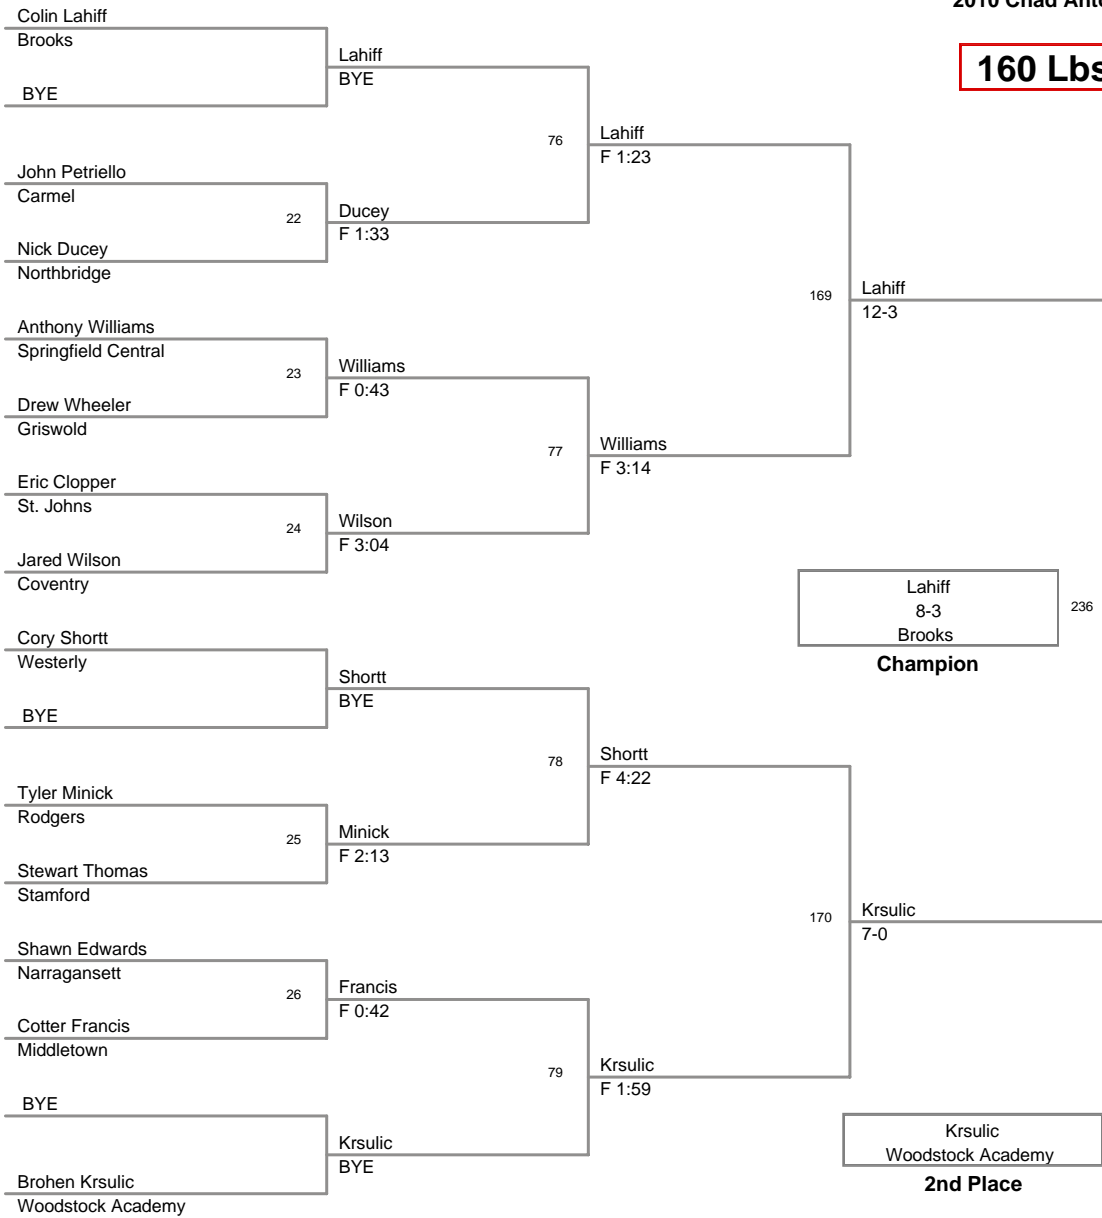 2010 Chad Anto
160 Lbs
Colin Lahiff
Brooks
BYE
Lahiff
BYE
John Petriello
Carmel
22
Nick Ducey
Northbridge
Ducey
F 1:33
76
Lahiff
F 1:23
Anthony Williams
Springfield Central
23
Drew Wheeler
Griswold
Williams
F 0:43
Eric Clopper
St. Johns
24
Jared Wilson
Coventry
Wilson
F 3:04
77
Williams
F 3:14
169
Lahiff
12-3
Lahiff
8-3
Brooks
Champion
236
Cory Shortt
Westerly
BYE
Shortt
BYE
Tyler Minick
Rodgers
25
Stewart Thomas
Stamford
Minick
F 2:13
78
Shortt
F 4:22
Shawn Edwards
Narragansett
26
Cotter Francis
Middletown
Francis
F 0:42
BYE
Brohen Krsulic
Woodstock Academy
Krsulic
BYE
79
Krsulic
F 1:59
170
Krsulic
7-0
Krsulic
Woodstock Academy
2nd Place